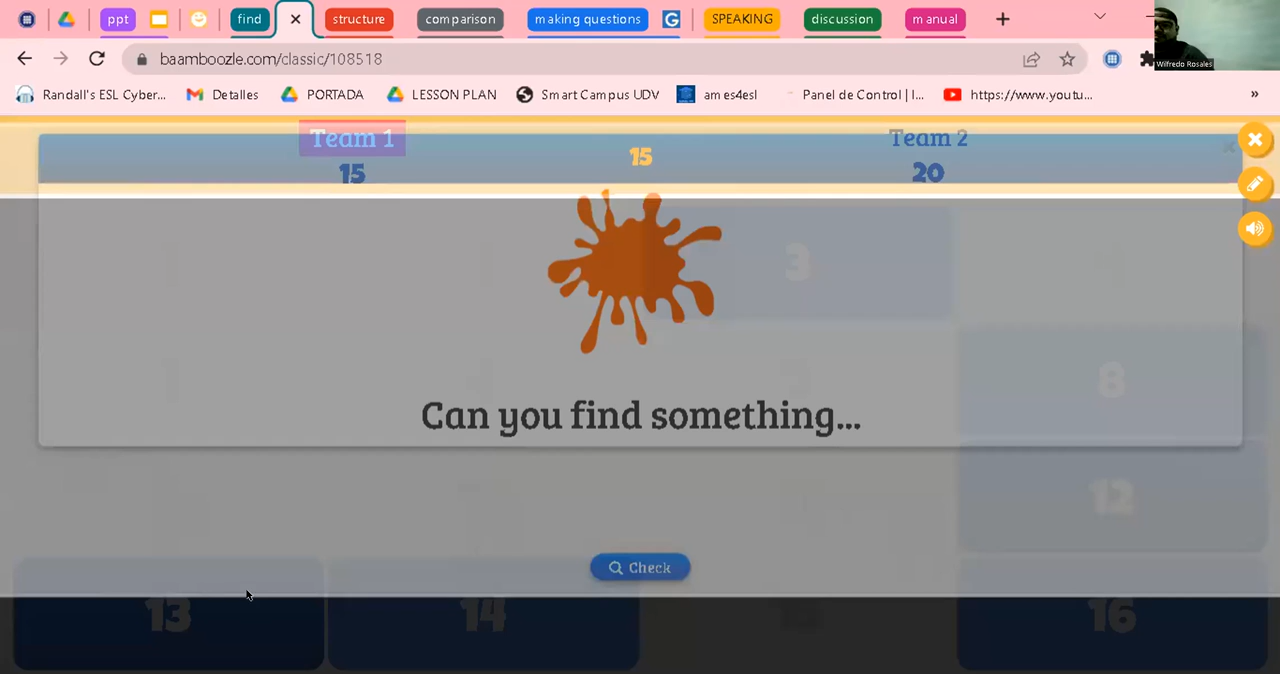 ppt
find
structure
comparison
making questions
SPEAKING
discussion
manual
baamboozle.com/classic/108518
Wilfredo Rosales
Randall's ESL Cyber...
Detalles
PORTADA
LESSON PLAN
Smart Campus UDV
ames4esl
Panel de Control | I...
https://www.youtu...
»
Team 1
15
Team 2
15
20
3
8
Can you find something...
12
Check
13
14
16